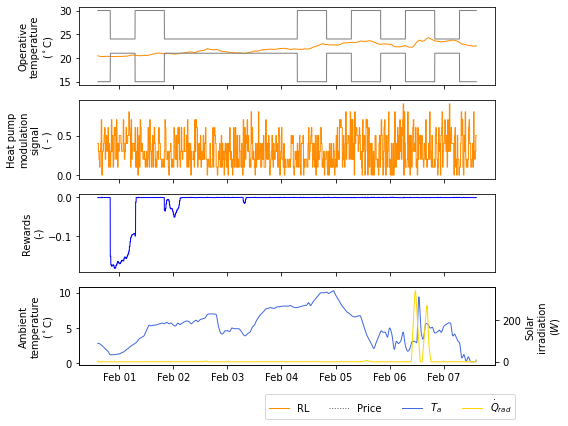 Operative
temperature
(°C)
30
25
20
15
Heat pump
modulation
signal
( - )
0.5
0.0
Rewards
(-)
0.0
−0.1
Ambient
temperature
(°C)
10
5
0
Solar
irradiation
(W)
200
0
Feb 01 Feb 02 Feb 03 Feb 04 Feb 05 Feb 06 Feb 07
RL Price Tₐ Q̇rad